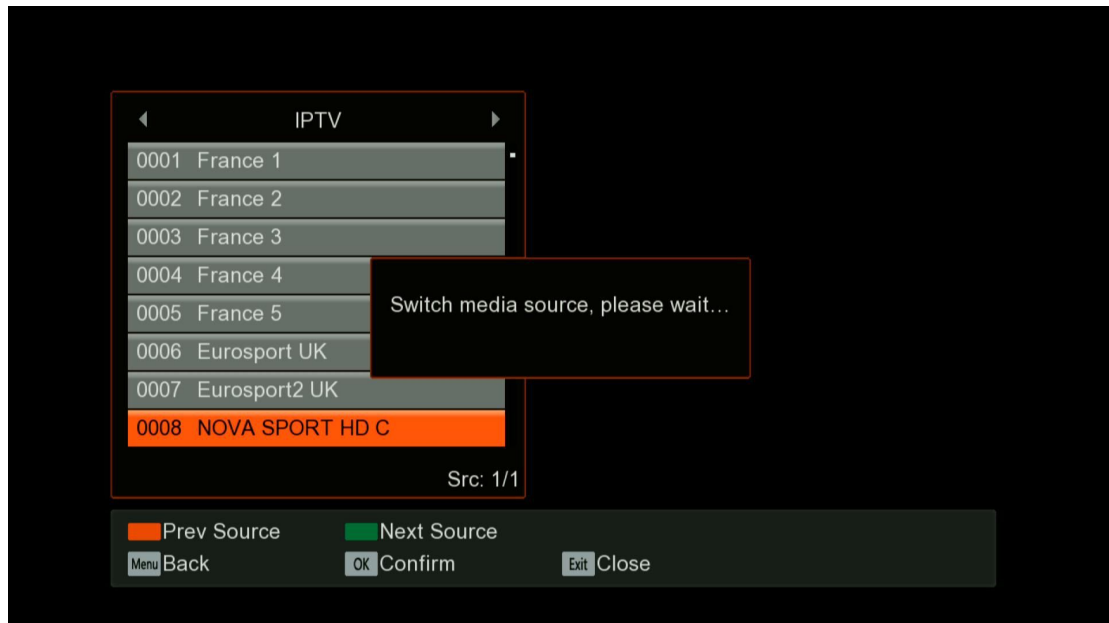 IPTV
0001 France 1
0002 France 2
0003 France 3
0004 France 4
0005 France 5
0006 Eurosport UK
0007 Eurosport2 UK
0008 NOVA SPORT HD C
Switch media source, please wait...
Src: 1/1
Prev Source
Next Source
Menu Back
OK Confirm
Exit Close